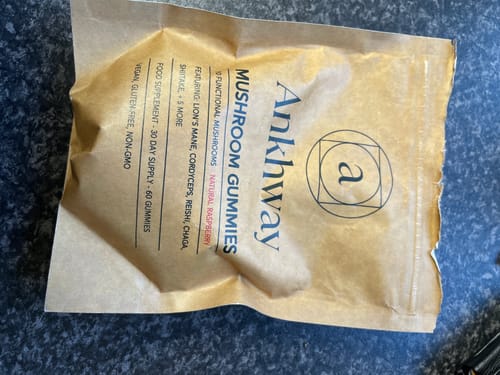 a
Ankhway
MUSHROOM GUMMIES
10 FUNCTIONAL MUSHROOMS NATURAL RASPBERRY
FEATURING: LION'S MANE, CORDYCEPS, REISHI, CHAGA,
SHIITAKE, + 5 MORE
FOOD SUPPLEMENT - 30 DAY SUPPLY - 60 GUMMIES
VEGAN, GLUTEN-FREE, NON-GMO